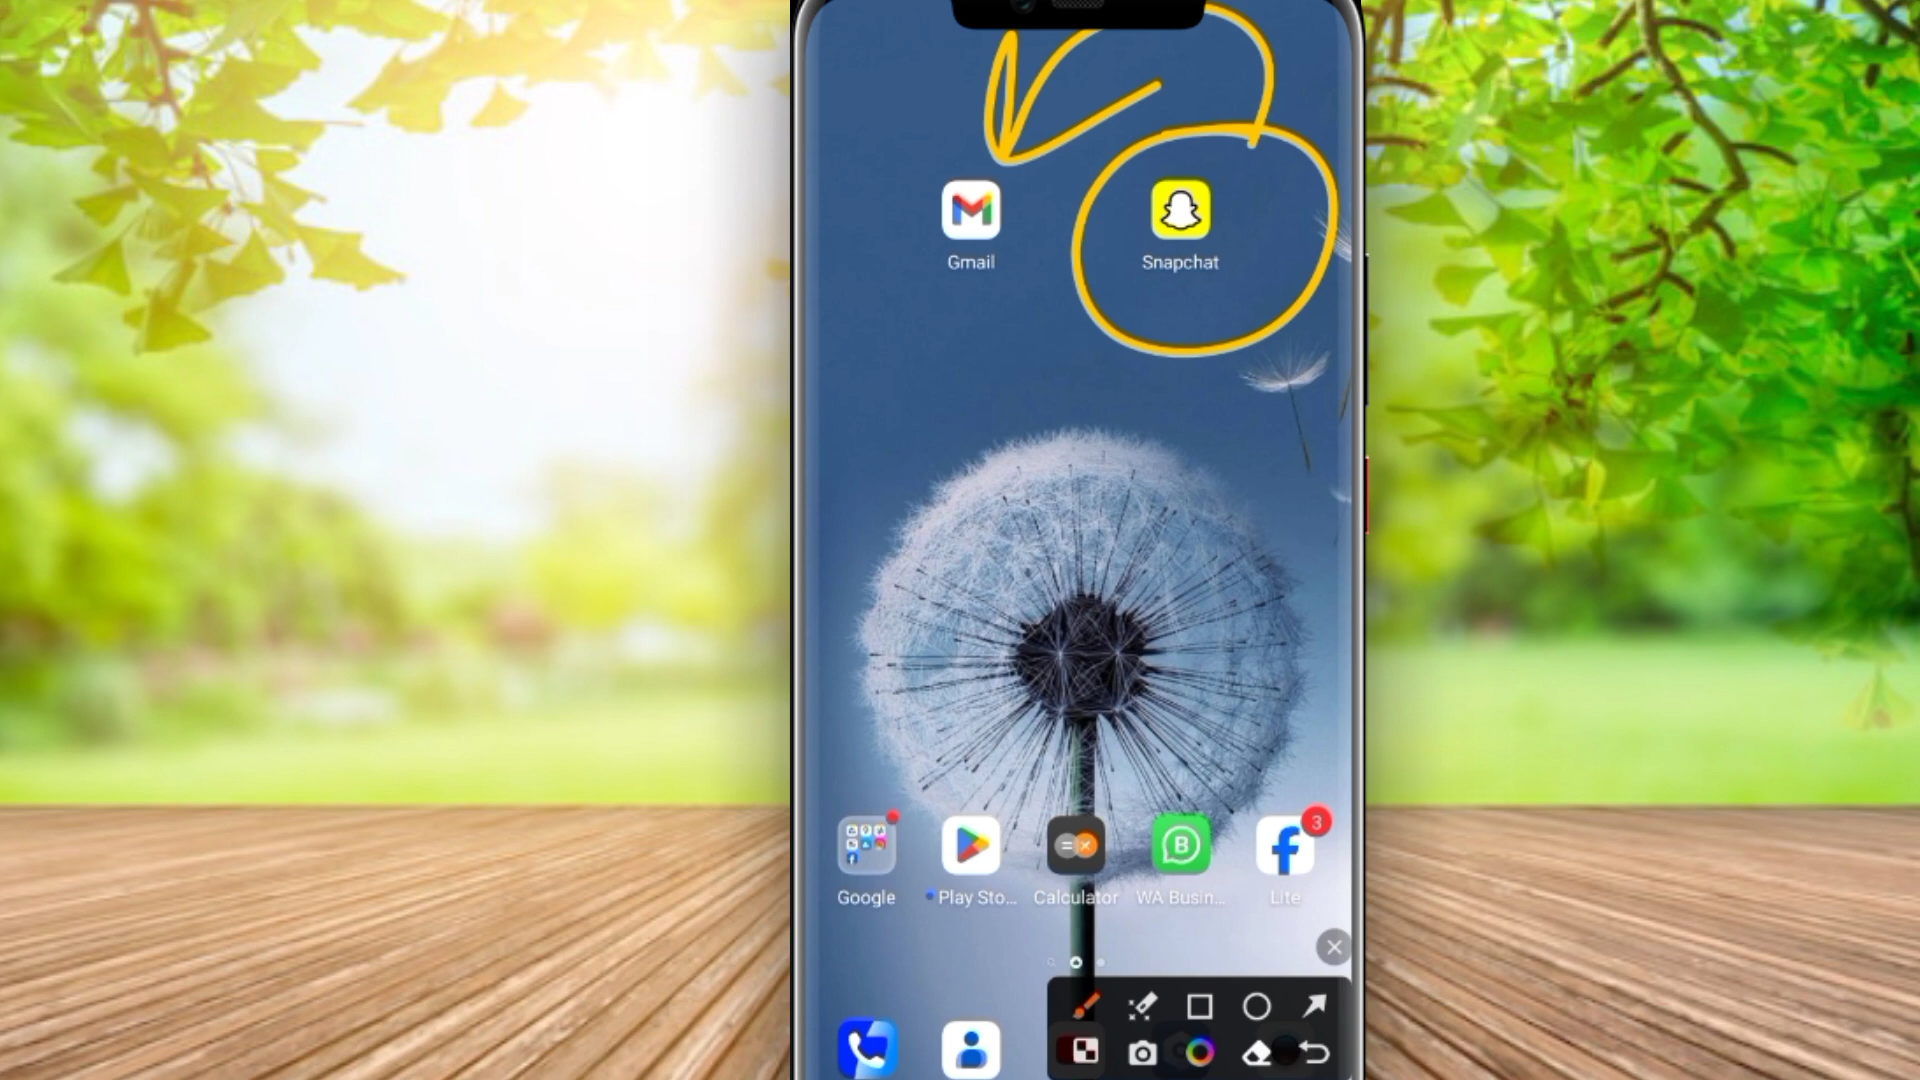 Gmail
Snapchat
3
Google
Play Sto...
Calculator
WA Busin...
Lite